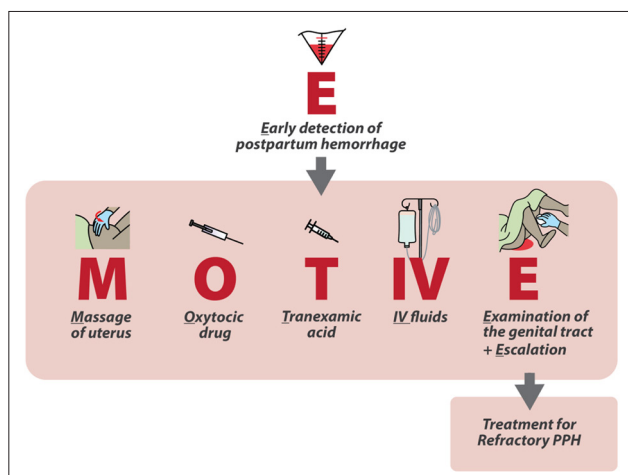 E
Early detection of
postpartum hemorrhage
M O T IV E
Massage
of uterus
Oxytocic
drug
Tranexamic
acid
IV fluids
Examination of
the genital tract
+ Escalation
Treatment for
Refractory PPH